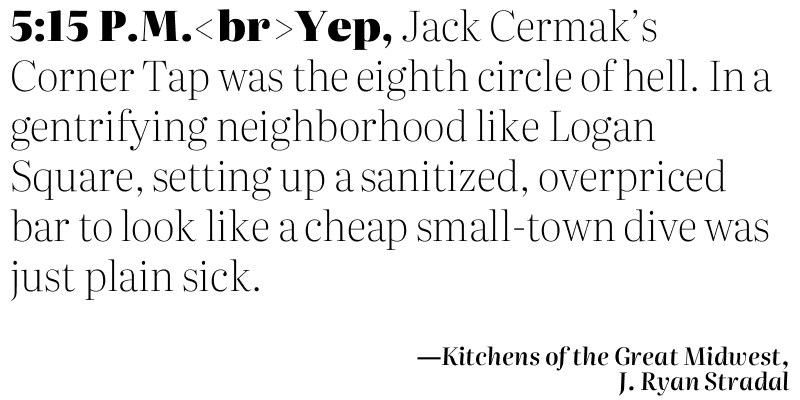 5:15 P.M.<br>Yep, Jack Cermak’s
Corner Tap was the eighth circle of hell. In a
gentrifying neighborhood like Logan
Square, setting up a sanitized, overpriced
bar to look like a cheap small-town dive was
just plain sick.
—Kitchens of the Great Midwest,
J. Ryan Stradal